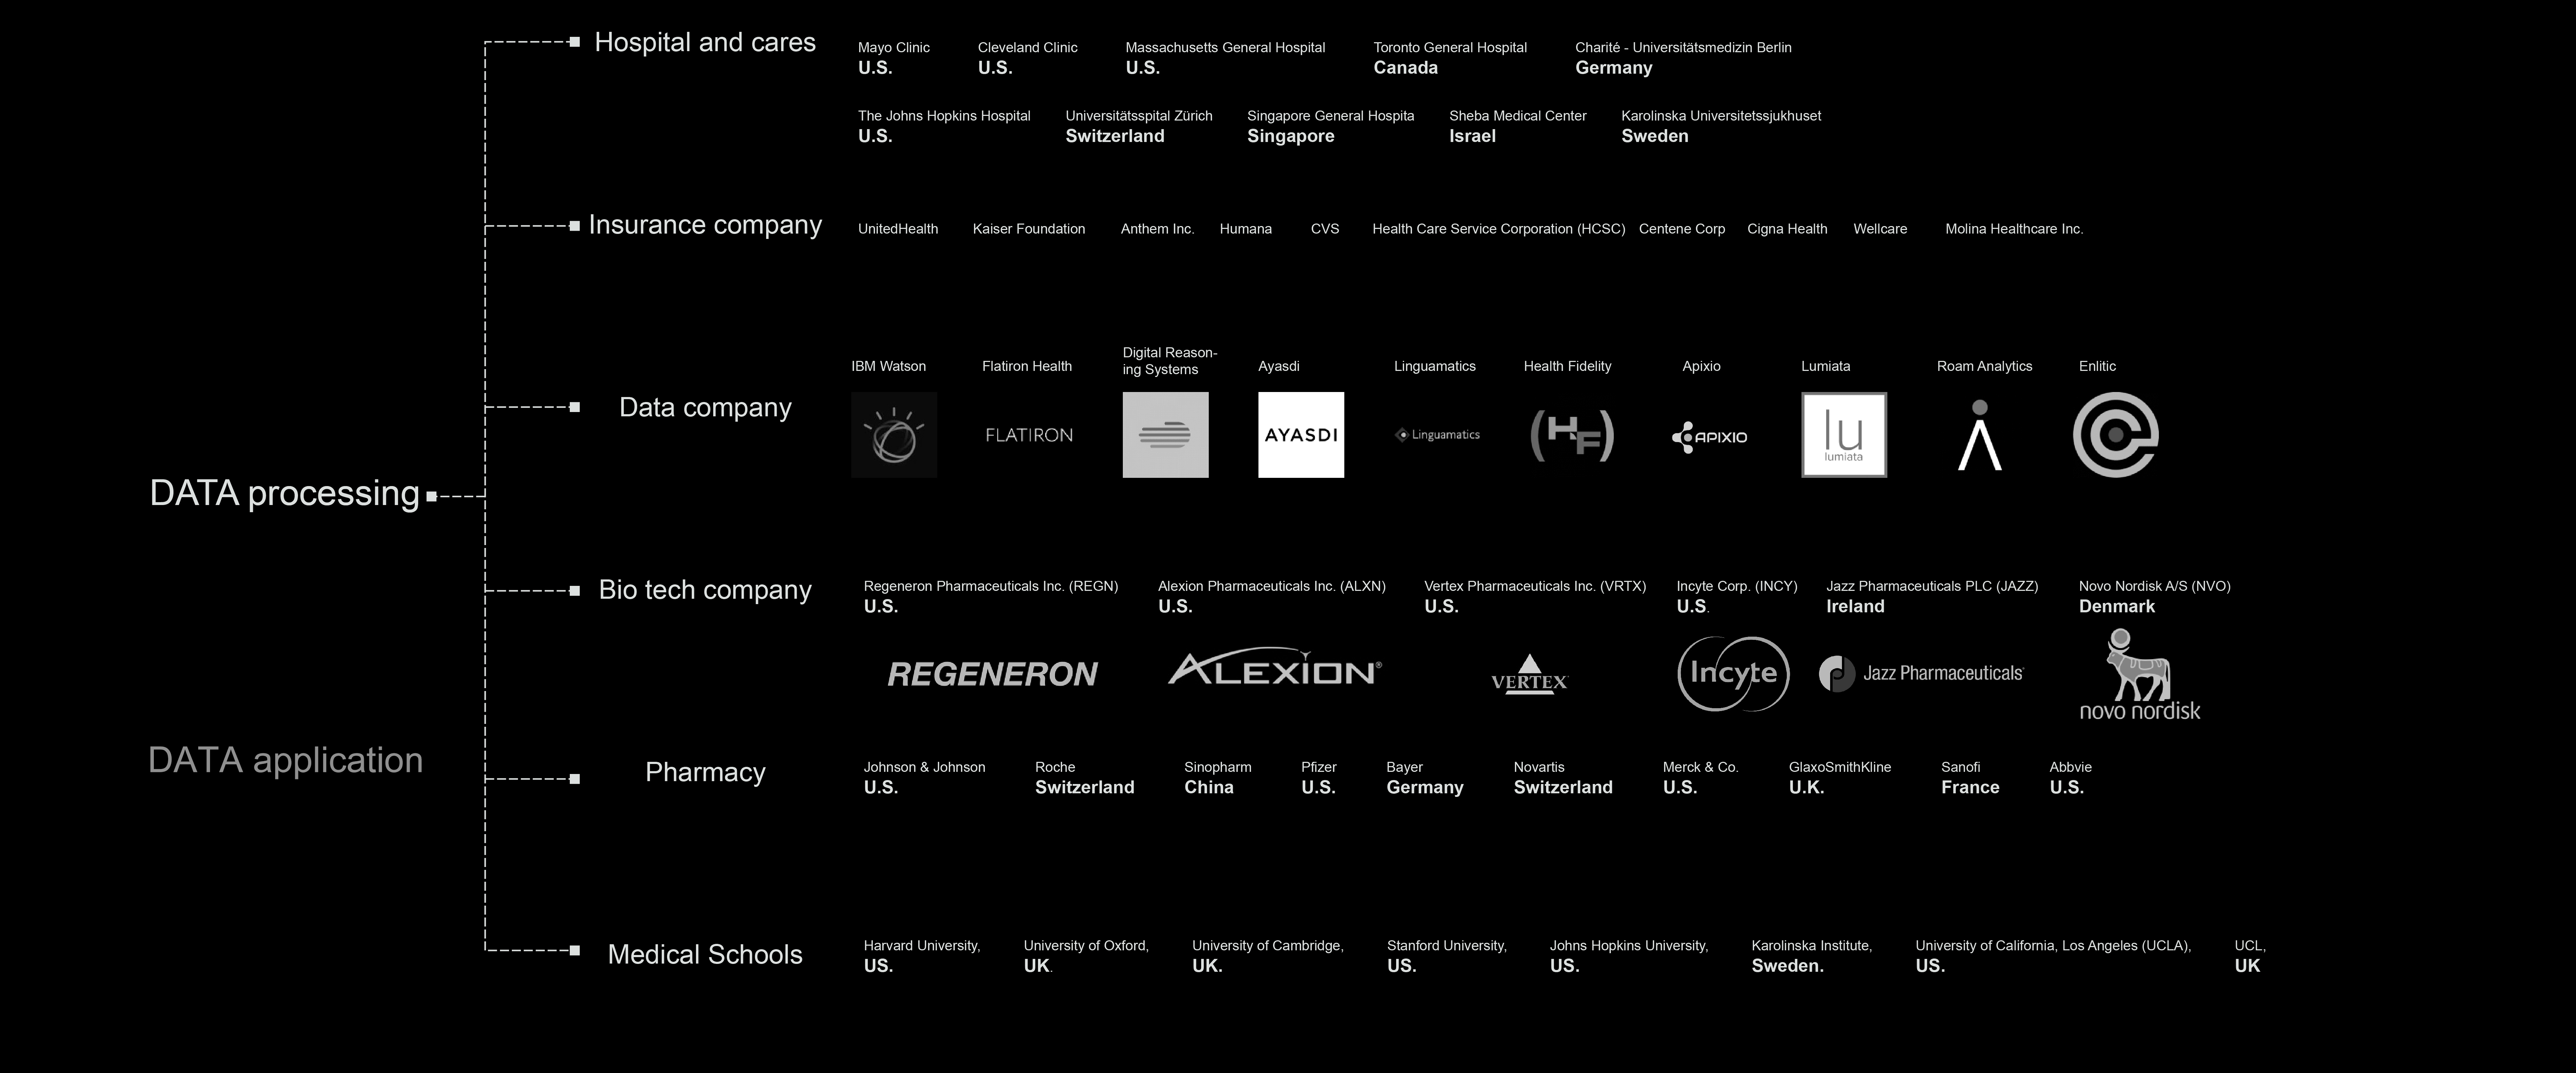 Hospital and cares
Mayo Clinic Cleveland Clinic Massachusetts General Hospital Toronto General Hospital Charité - Universitätsmedizin Berlin
U.S. U.S. U.S. Canada Germany
The Johns Hopkins Hospital Universitätsspital Zürich Singapore General Hospita Sheba Medical Center Karolinska Universitetssjukhuset
U.S. Switzerland Singapore Israel Sweden
Insurance company
UnitedHealth Kaiser Foundation Anthem Inc. Humana CVS Health Care Service Corporation (HCSC) Centene Corp Cigna Health Wellcare Molina Healthcare Inc.
Data company
IBM Watson Flatiron Health Digital Reason-
ing Systems Ayasdi Linguamatics Health Fidelity Apixio Lumiata Roam Analytics Enlitic
FLATIRON AYASDI Linguamatics (HF) APIXIO lu
lumiata
DATA processing
Bio tech company
Regeneron Pharmaceuticals Inc. (REGN) Alexion Pharmaceuticals Inc. (ALXN) Vertex Pharmaceuticals Inc. (VRTX) Incyte Corp. (INCY) Jazz Pharmaceuticals PLC (JAZZ) Novo Nordisk A/S (NVO)
U.S. U.S. U.S. U.S. Ireland Denmark
REGENERON ALEXION® VERTEX Incyte Jazz Pharmaceuticals
novo nordisk
DATA application
Pharmacy
Johnson & Johnson Roche Sinopharm Pfizer Bayer Novartis Merck & Co. GlaxoSmithKline Sanofi Abbvie
U.S. Switzerland China U.S. Germany Switzerland U.S. U.K. France U.S.
Medical Schools
Harvard University, University of Oxford, University of Cambridge, Stanford University, Johns Hopkins University, Karolinska Institute, University of California, Los Angeles (UCLA), UCL,
US. UK. UK. US. US. Sweden. US. UK